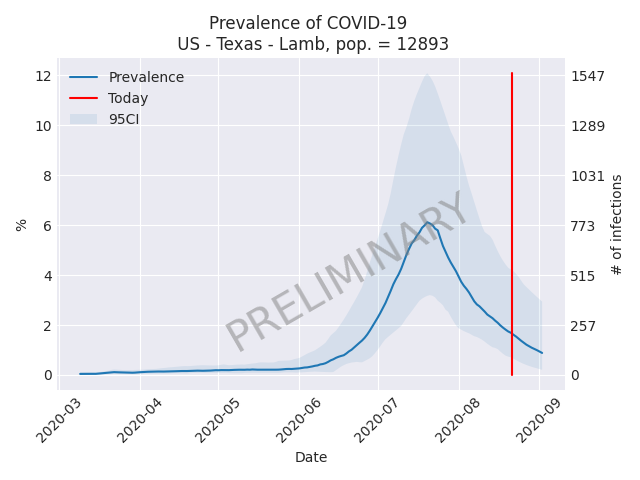 Prevalence of COVID-19
US - Texas - Lamb, pop. = 12893
Prevalence
Today
95CI
PRELIMINARY
%
12
10
8
6
4
2
0
1547
1289
1031
773
515
257
0
# of infections
2020-03
2020-04
2020-05
2020-06
2020-07
2020-08
2020-09
Date